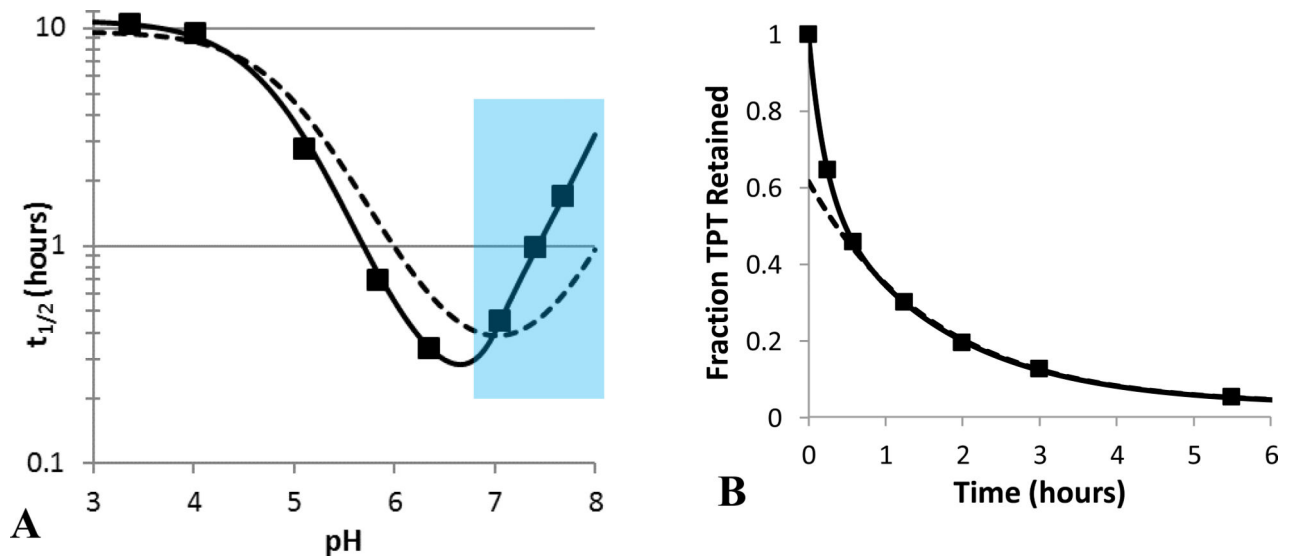 10
1
0.1
t1/2 (hours)
3 4 5 6 7 8
pH
A
1
0.8
0.6
0.4
0.2
0
Fraction TPT Retained
0 1 2 3 4 5 6
Time (hours)
B